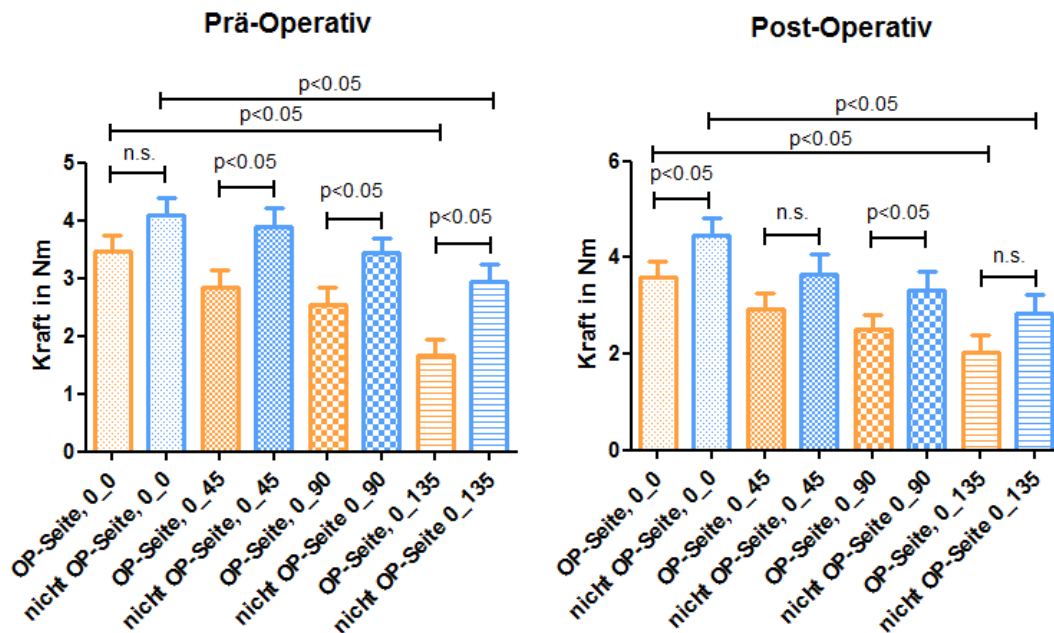 Prä-Operativ
p<0.05
p<0.05
n.s.
p<0.05
p<0.05
p<0.05
Kraft in Nm
5
4
3
2
1
0
OP-Seite, 0_0
nicht OP-Seite, 0_0
OP-Seite, 0_45
nicht OP-Seite, 0_45
OP-Seite, 0_90
nicht OP-Seite 0_90
OP-Seite, 0_135
nicht OP-Seite 0_135
Post-Operativ
p<0.05
p<0.05
p<0.05
n.s.
p<0.05
n.s.
Kraft in Nm
6
4
2
0
OP-Seite, 0_0
nicht OP-Seite, 0_0
OP-Seite, 0_45
nicht OP-Seite, 0_45
OP-Seite, 0_90
nicht OP-Seite 0_90
OP-Seite, 0_135
nicht OP-Seite 0_135